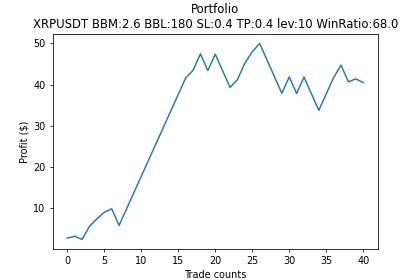 Portfolio
XRPUSDT BBM:2.6 BBL:180 SL:0.4 TP:0.4 lev:10 WinRatio:68.0
50
40
30
20
10
Profit ($)
0 5 10 15 20 25 30 35 40
Trade counts